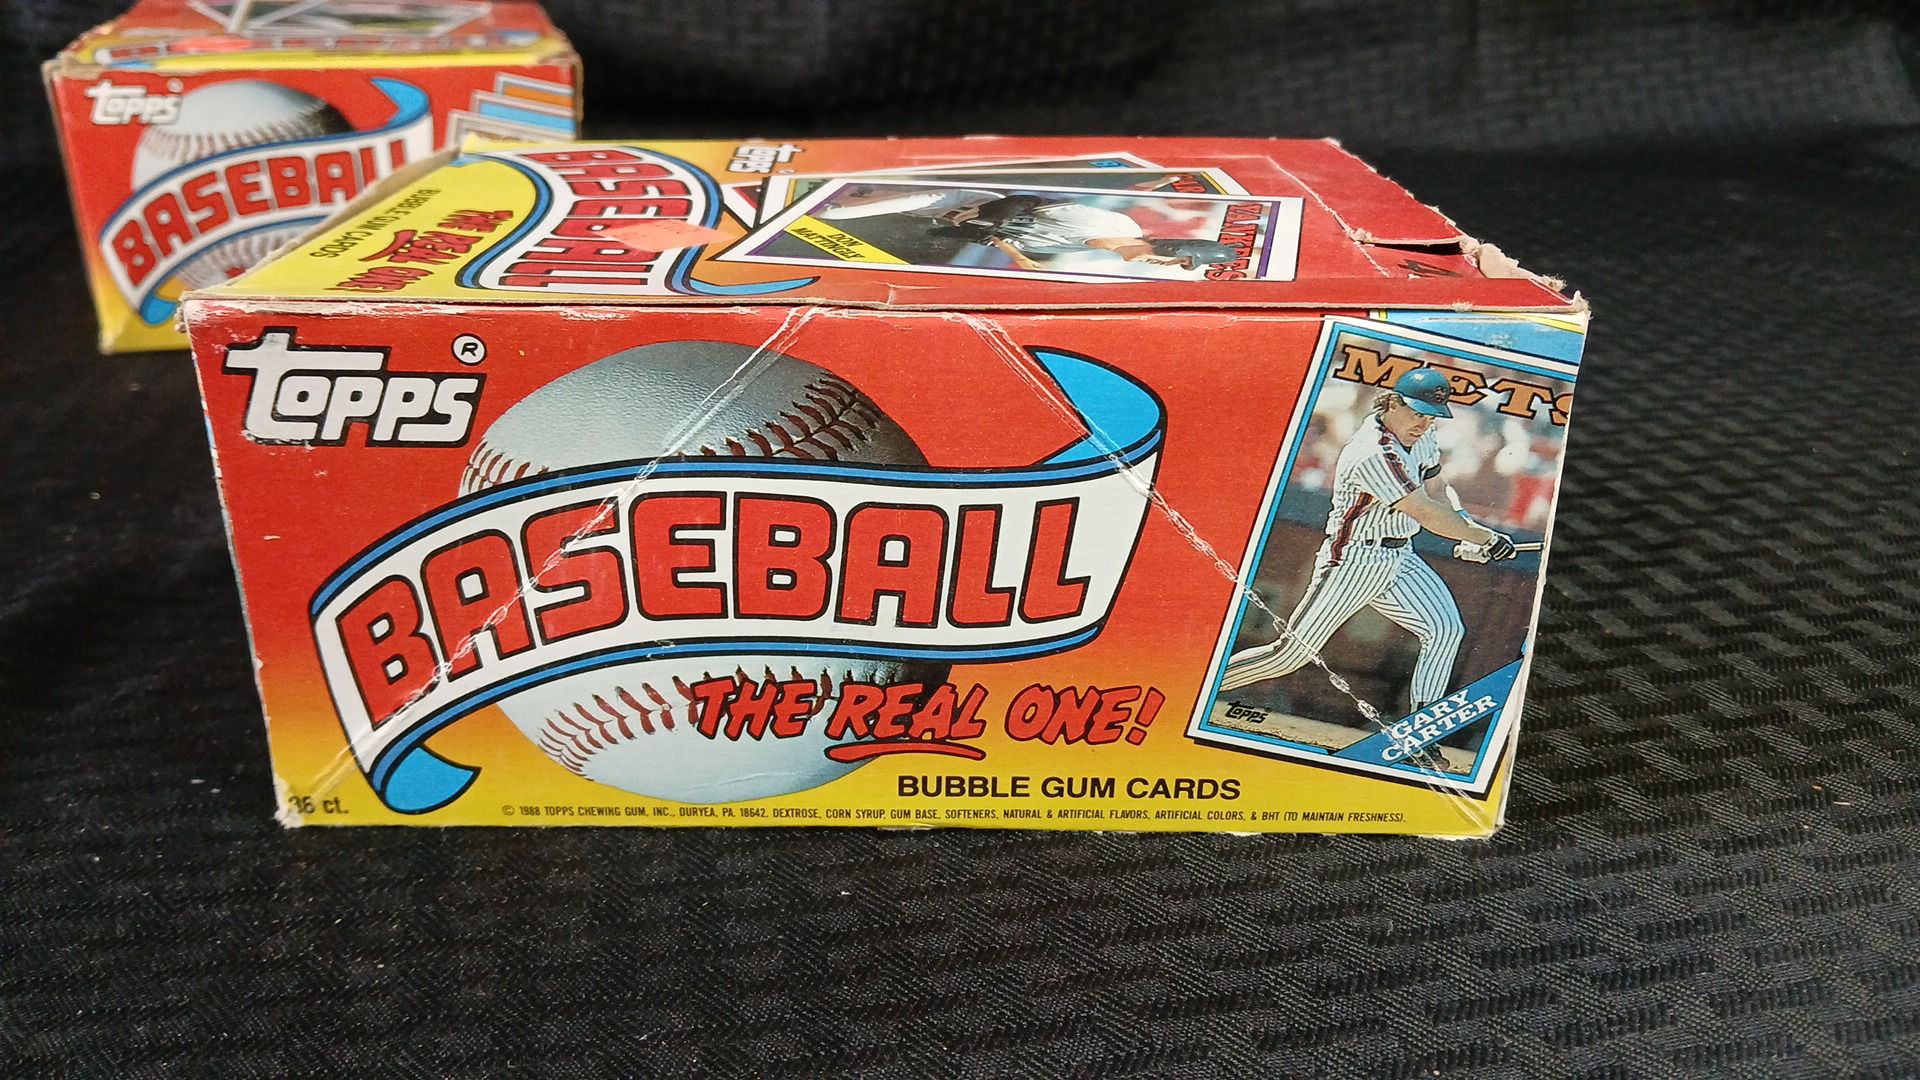 Topps
BASEBALL
Topps
BASEBALL
THE REAL ONE!
BUBBLE GUM CARDS
YANKEES
DON
MATTINGLY
Topps®
BASEBALL
THE REAL ONE!
BUBBLE GUM CARDS
36 ct.
© 1988 TOPPS CHEWING GUM, INC., DURYEA, PA. 18642. DEXTROSE, CORN SYRUP, GUM BASE, SOFTENERS, NATURAL & ARTIFICIAL FLAVORS, ARTIFICIAL COLORS, & BHT (TO MAINTAIN FRESHNESS).
METS
Topps
GARY
CARTER